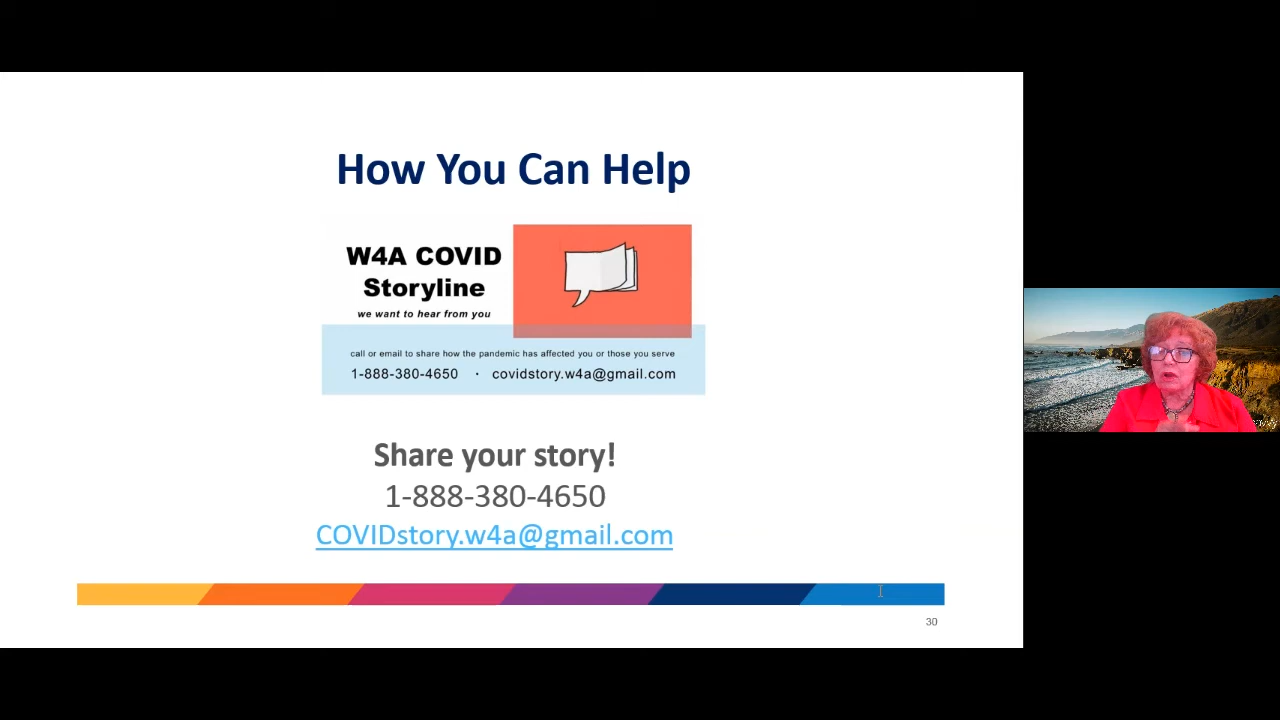 How You Can Help
W4A COVID
Storyline
we want to hear from you
call or email to share how the pandemic has affected you or those you serve
1-888-380-4650 · covidstory.w4a@gmail.com
Share your story!
1-888-380-4650
COVIDstory.w4a@gmail.com
30